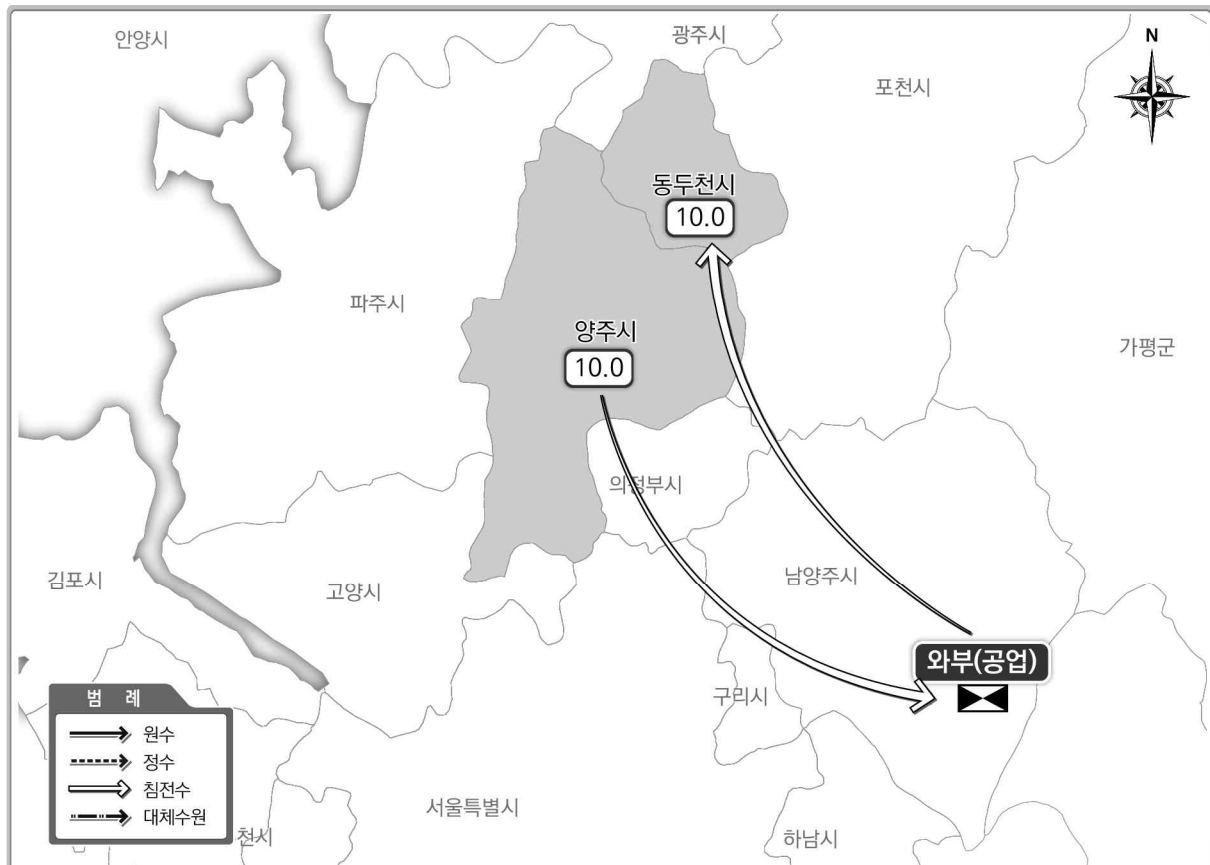 안양시
광주시
N
포천시
동두천시
10.0
파주시
양주시
10.0
가평군
의정부시
김포시
고양시
남양주시
와부(공업)
구리시
범 례
원수
정수
침전수
대체수원
천시
서울특별시
하남시